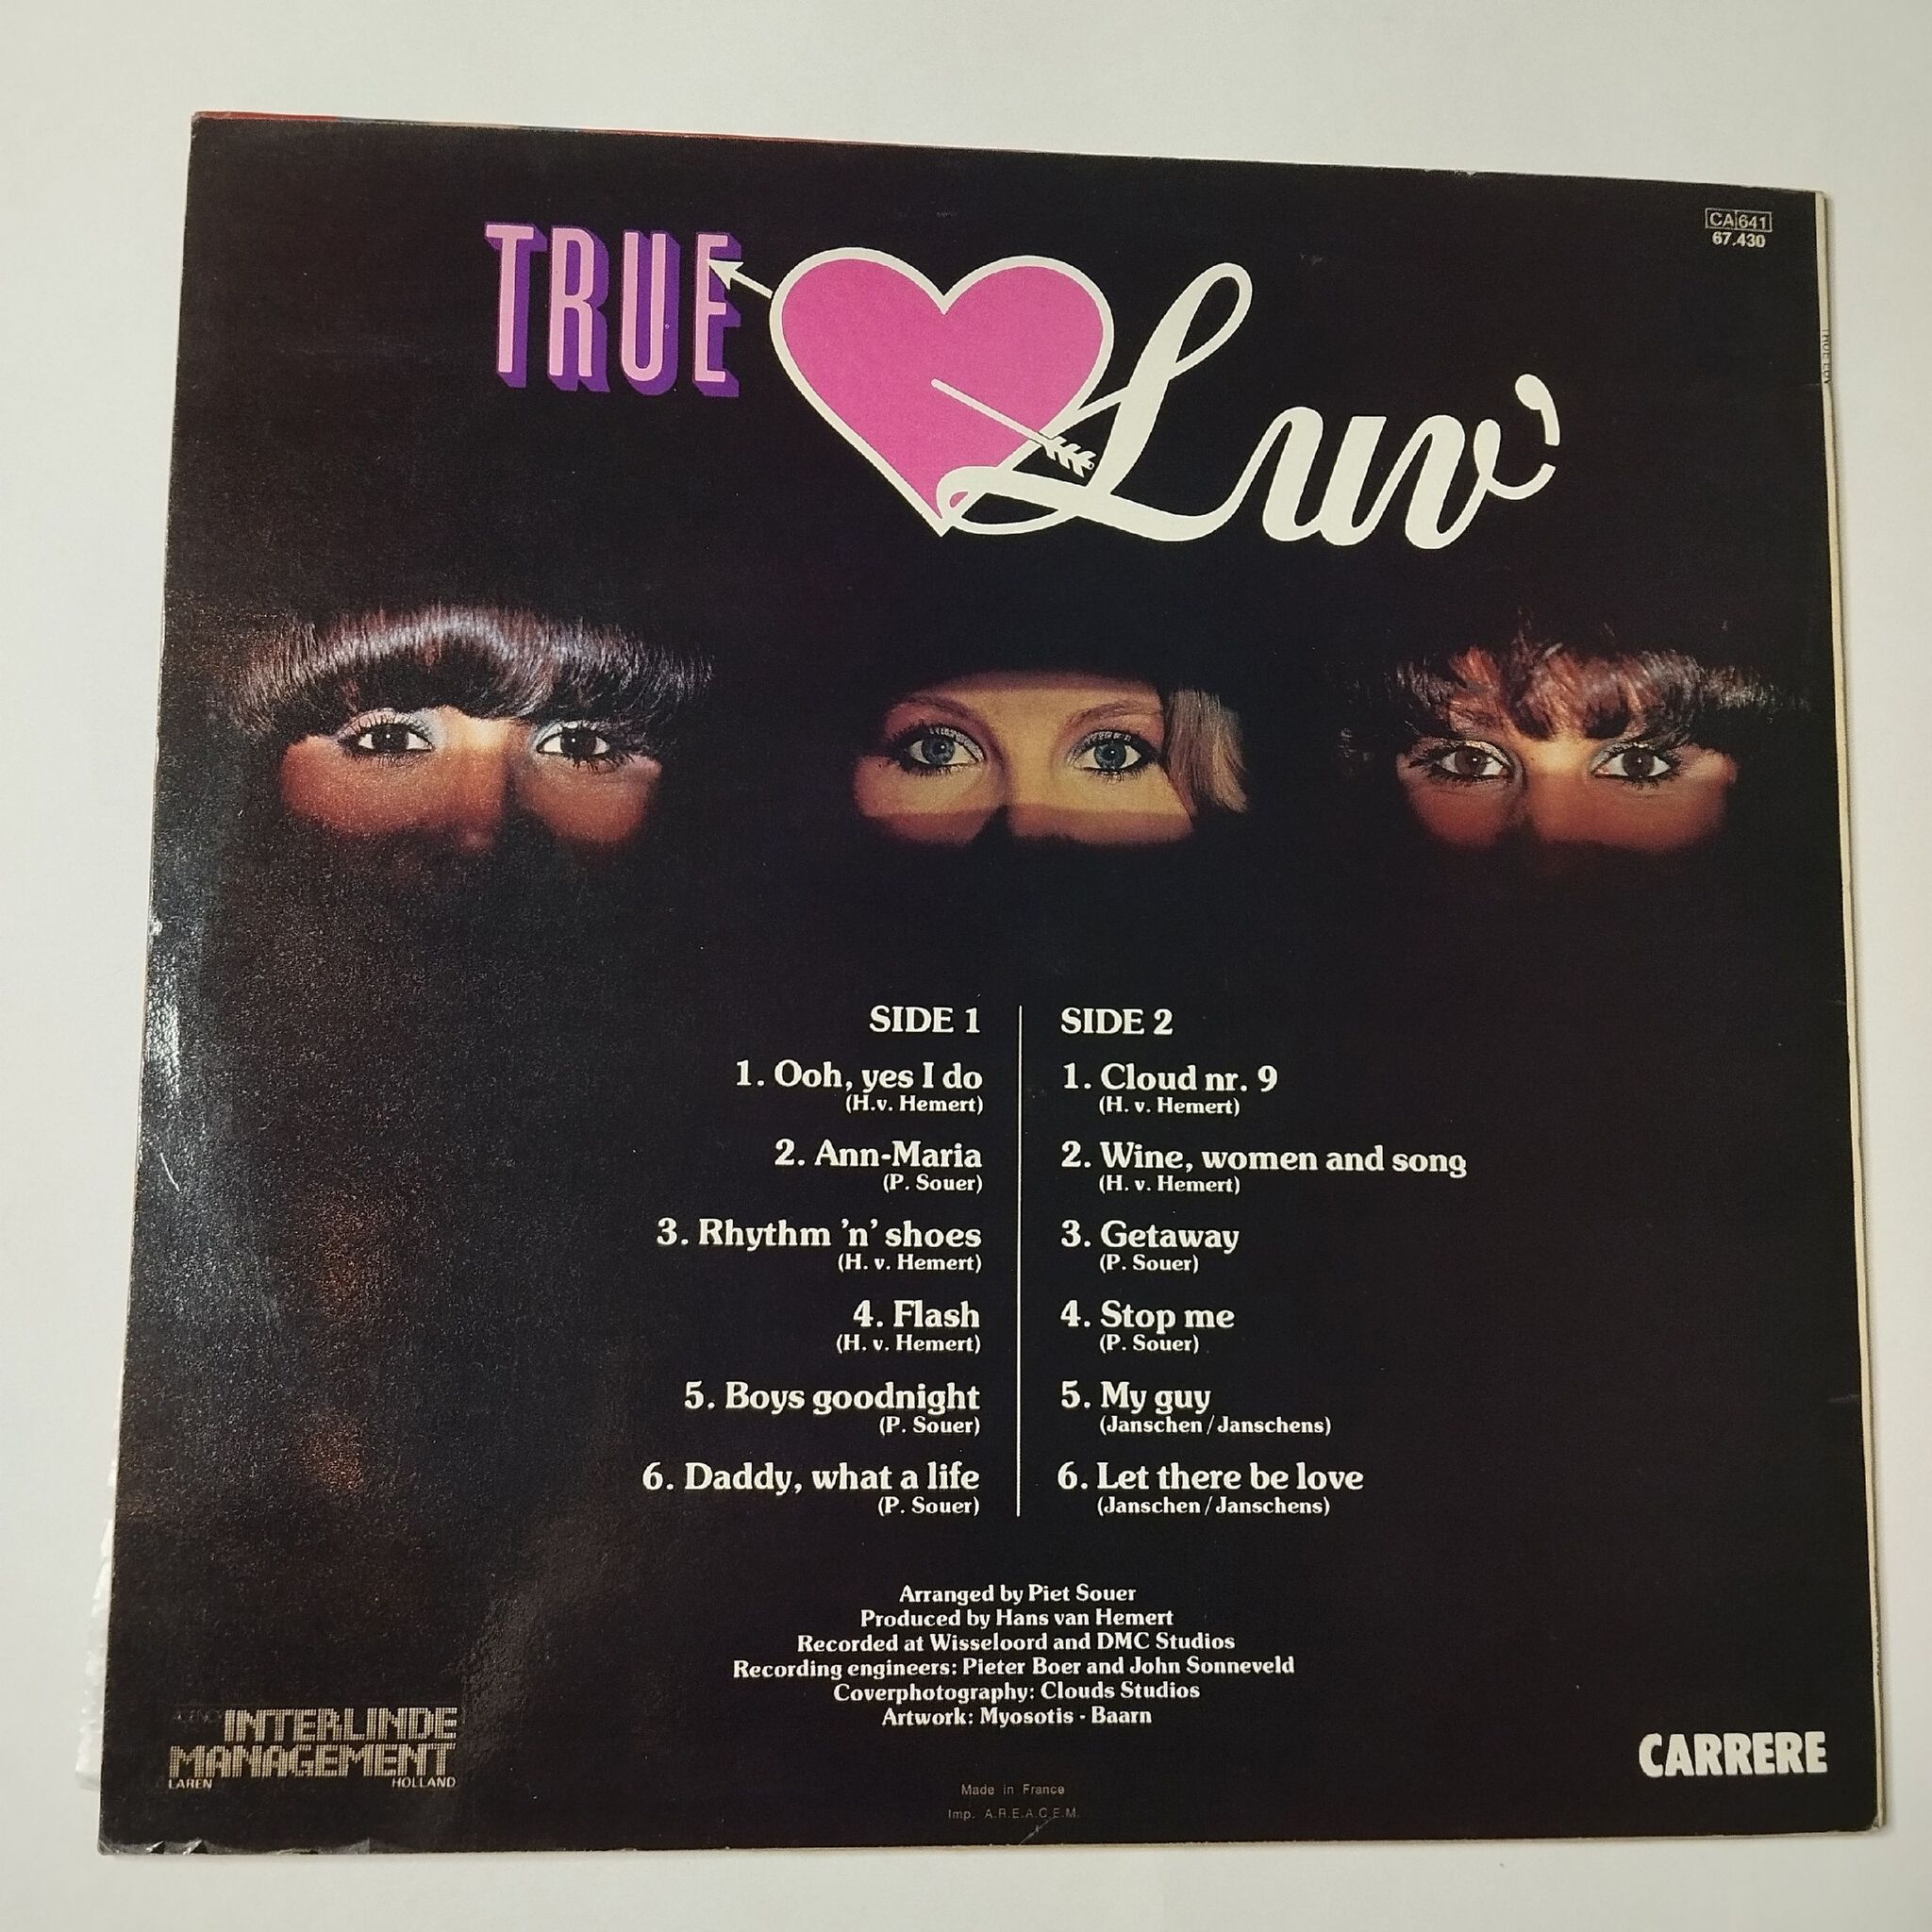 TRUE
Luv'
CA 641
67.430
SIDE 1
1. Ooh, yes I do
(H.v. Hemert)
2. Ann-Maria
(P. Souer)
3. Rhythm 'n' shoes
(H. v. Hemert)
4. Flash
(H. v. Hemert)
5. Boys goodnight
(P. Souer)
6. Daddy, what a life
(P. Souer)
SIDE 2
1. Cloud nr. 9
(H. v. Hemert)
2. Wine, women and song
(H. v. Hemert)
3. Getaway
(P. Souer)
4. Stop me
(P. Souer)
5. My guy
(Janschen / Janschens)
6. Let there be love
(Janschen / Janschens)
Arranged by Piet Souer
Produced by Hans van Hemert
Recorded at Wisseloord and DMC Studios
Recording engineers: Pieter Boer and John Sonneveld
Coverphotography: Clouds Studios
Artwork: Myosotis - Baarn
INTERLINDE
MANAGEMENT
LAREN HOLLAND
CARRERE
Made in France
Imp. A.R.E.A.C.E.M.